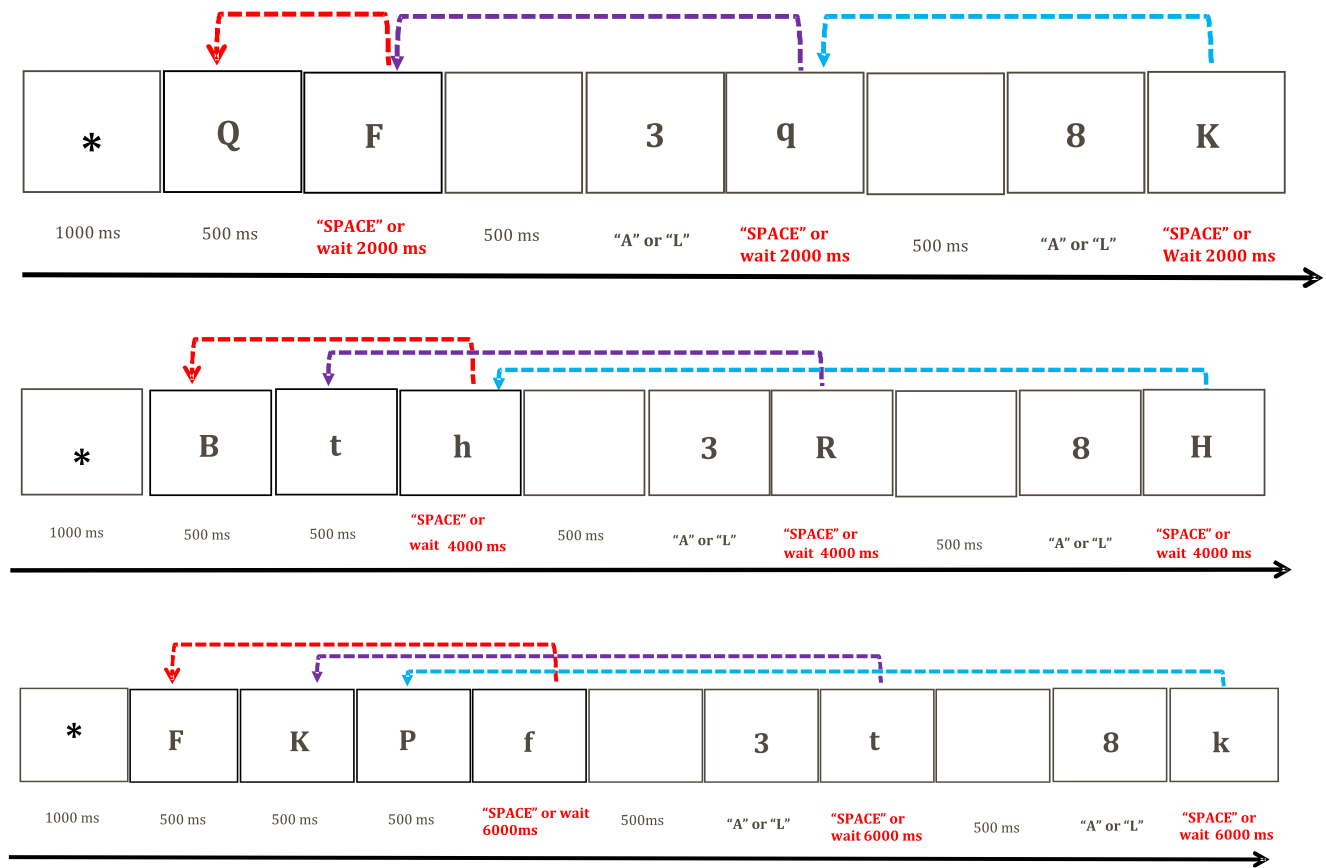 * Q F 3 q 8 K
1000 ms 500 ms “SPACE” or wait 2000 ms 500 ms “A” or “L” “SPACE” or wait 2000 ms 500 ms “A” or “L” “SPACE” or Wait 2000 ms
* B t h 3 R 8 H
1000 ms 500 ms 500 ms “SPACE” or wait 4000 ms 500 ms “A” or “L” “SPACE” or wait 4000 ms 500 ms “A” or “L” “SPACE” or wait 4000 ms
* F K P f 3 t 8 k
1000 ms 500 ms 500 ms 500 ms “SPACE” or wait 6000ms 500ms “A” or “L” “SPACE” or wait 6000 ms 500 ms “A” or “L” “SPACE” or wait 6000 ms